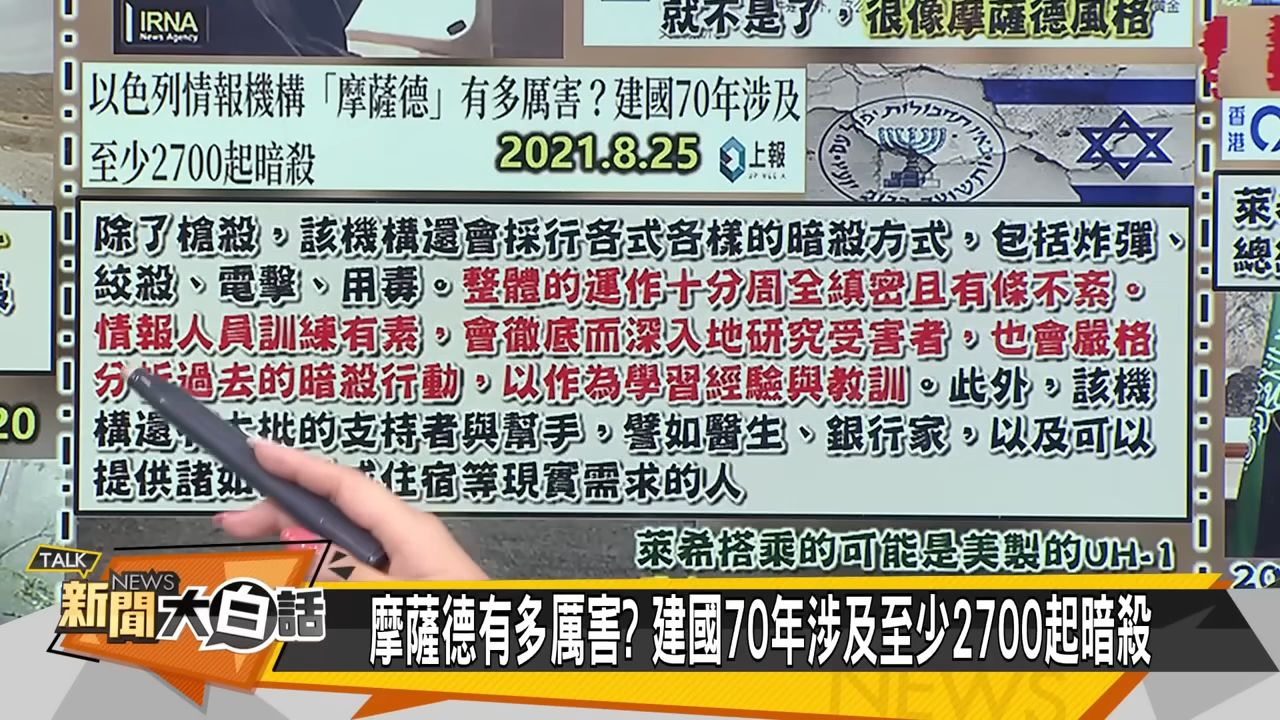 IRNA
News Agency
就不是了，很像摩薩德風格
以色列情報機構「摩薩德」有多厲害？建國70年涉及
至少2700起暗殺
2021.8.25
上報
香港
萊
總
除了槍殺，該機構還會採行各式各樣的暗殺方式，包括炸彈、
絞殺、電擊、用毒。整體的運作十分周全縝密且有條不紊。
情報人員訓練有素，會徹底而深入地研究受害者，也會嚴格
分析過去的暗殺行動，以作為學習經驗與教訓。此外，該機
構還有大批的支持者與幫手，譬如醫生、銀行家，以及可以
提供諸如 住宿等現實需求的人
20
萊希搭乘的可能是美製的UH-1
20
TALK
NEWS
新聞大白話
摩薩德有多厲害? 建國70年涉及至少2700起暗殺
NEWS